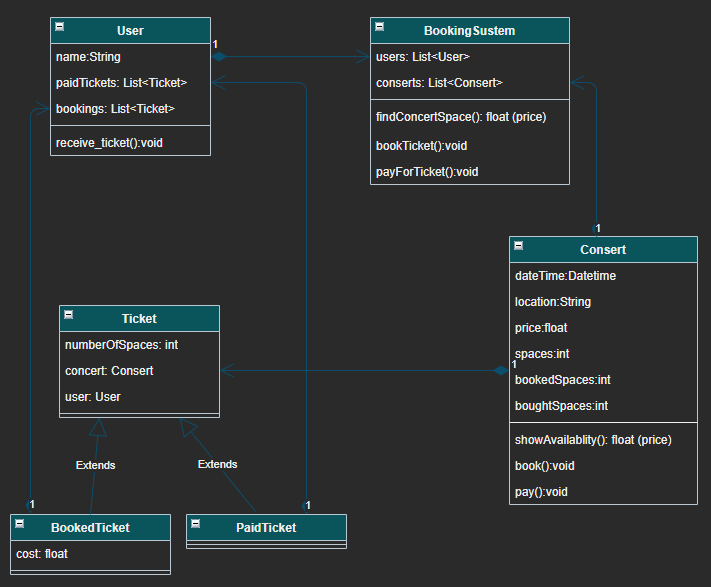 User
name:String
paidTickets: List<Ticket>
bookings: List<Ticket>
receive_ticket():void
1
BookingSustem
users: List<User>
conserts: List<Consert>
findConcertSpace(): float (price)
bookTicket():void
payForTicket():void
1
Consert
dateTime:Datetime
location:String
price:float
spaces:int
1
bookedSpaces:int
boughtSpaces:int
showAvailablity(): float (price)
book():void
pay():void
Ticket
numberOfSpaces: int
concert: Consert
user: User
Extends
Extends
1
1
BookedTicket
cost: float
PaidTicket